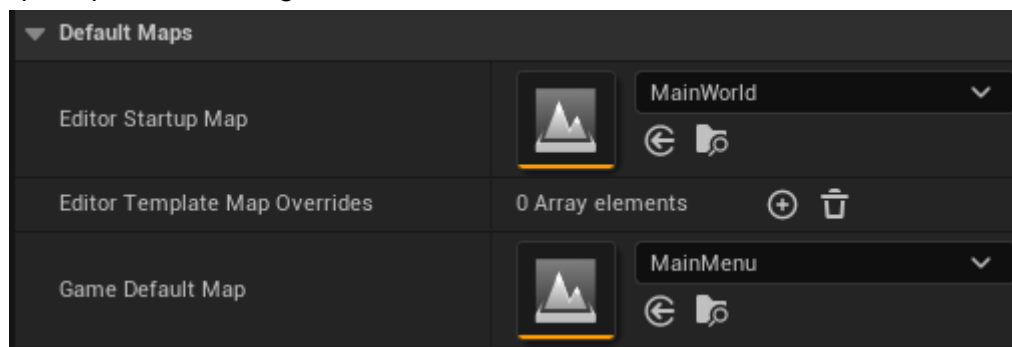 Default Maps
Editor Startup Map
MainWorld
Editor Template Map Overrides
0 Array elements
Game Default Map
MainMenu